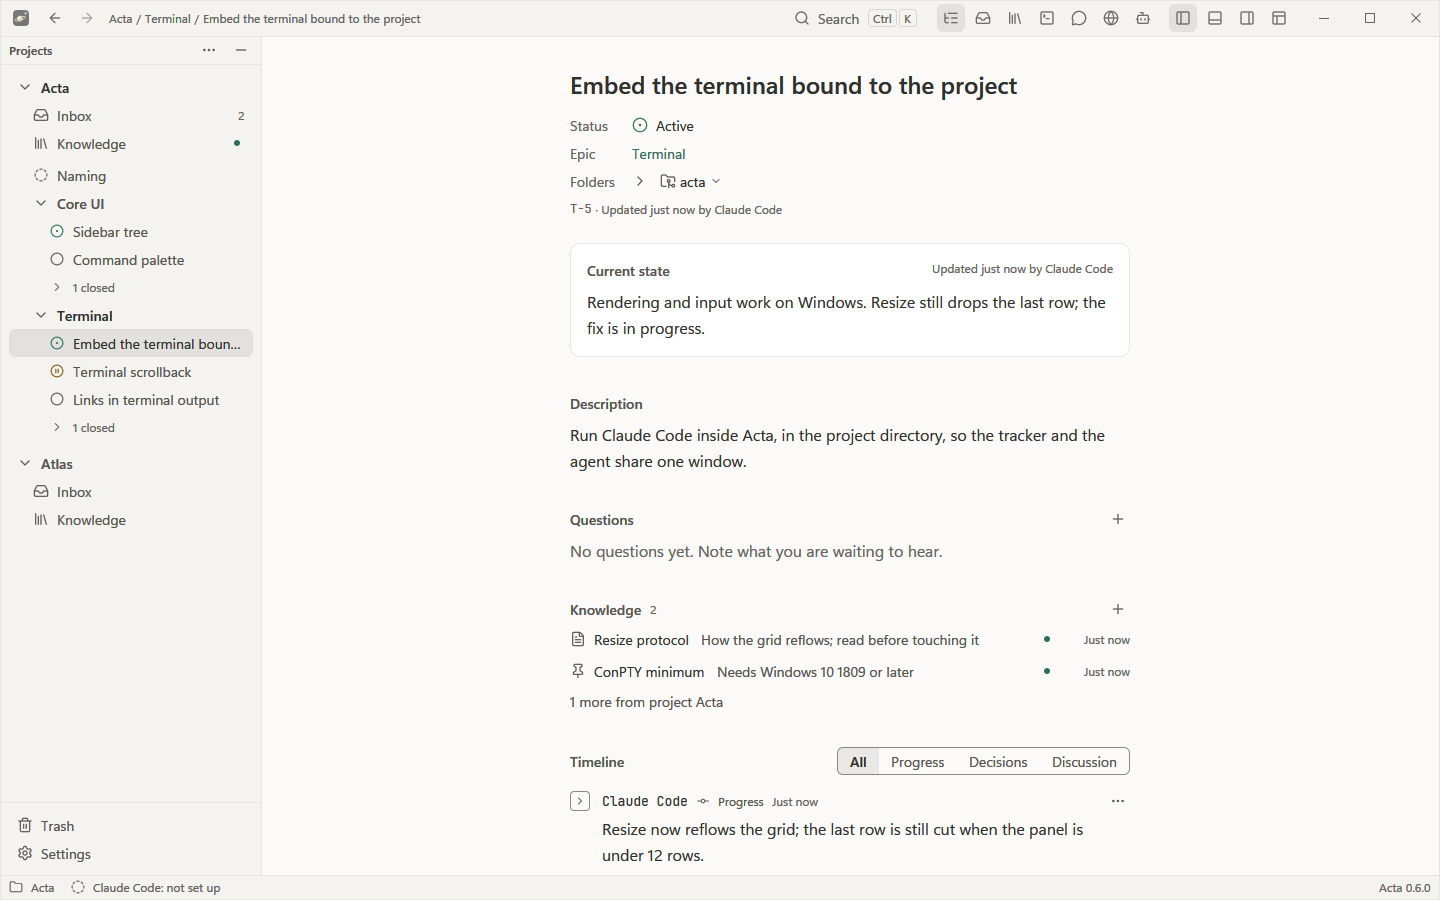 Acta / Terminal / Embed the terminal bound to the project
Search Ctrl K
Projects
Acta
Inbox 2
Knowledge
Naming
Core UI
Sidebar tree
Command palette
1 closed
Terminal
Embed the terminal boun...
Terminal scrollback
Links in terminal output
1 closed
Atlas
Inbox
Knowledge
Trash
Settings
Embed the terminal bound to the project
Status Active
Epic Terminal
Folders acta
T-5 · Updated just now by Claude Code
Current state Updated just now by Claude Code
Rendering and input work on Windows. Resize still drops the last row; the
fix is in progress.
Description
Run Claude Code inside Acta, in the project directory, so the tracker and the
agent share one window.
Questions
No questions yet. Note what you are waiting to hear.
Knowledge 2
Resize protocol How the grid reflows; read before touching it Just now
ConPTY minimum Needs Windows 10 1809 or later Just now
1 more from project Acta
Timeline All Progress Decisions Discussion
Claude Code Progress Just now
Resize now reflows the grid; the last row is still cut when the panel is
under 12 rows.
Acta Claude Code: not set up Acta 0.6.0